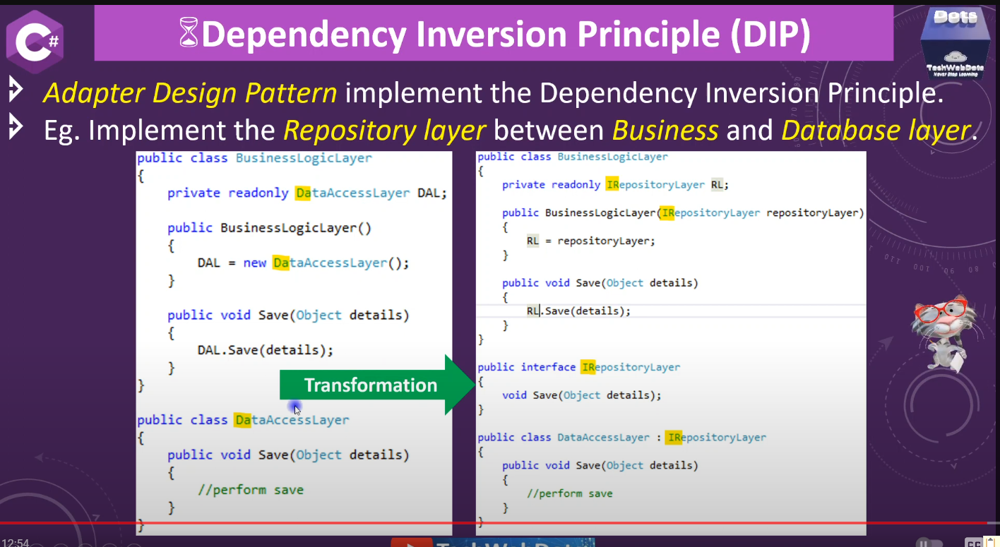 C#
Dependency Inversion Principle (DIP)
Dots
TechWebDots
Never Stop Learning
Adapter Design Pattern implement the Dependency Inversion Principle.
Eg. Implement the Repository layer between Business and Database layer.
public class BusinessLogicLayer
{
private readonly DataAccessLayer DAL;
public BusinessLogicLayer()
{
DAL = new DataAccessLayer();
}
public void Save(Object details)
{
DAL.Save(details);
}
}
public class DataAccessLayer
{
public void Save(Object details)
{
//perform save
}
}
Transformation
public class BusinessLogicLayer
{
private readonly IRepositoryLayer RL;
public BusinessLogicLayer(IRepositoryLayer repositoryLayer)
{
RL = repositoryLayer;
}
public void Save(Object details)
{
RL.Save(details);
}
}
public interface IRepositoryLayer
{
void Save(Object details);
}
public class DataAccessLayer : IRepositoryLayer
{
public void Save(Object details)
{
//perform save
}
}
12:54